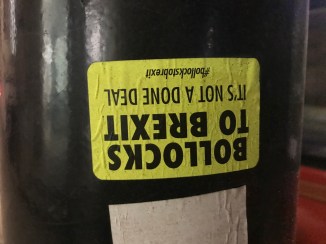 BOLLOCKS
TO BREXIT
IT'S NOT A DONE DEAL
#bollockstobrexit